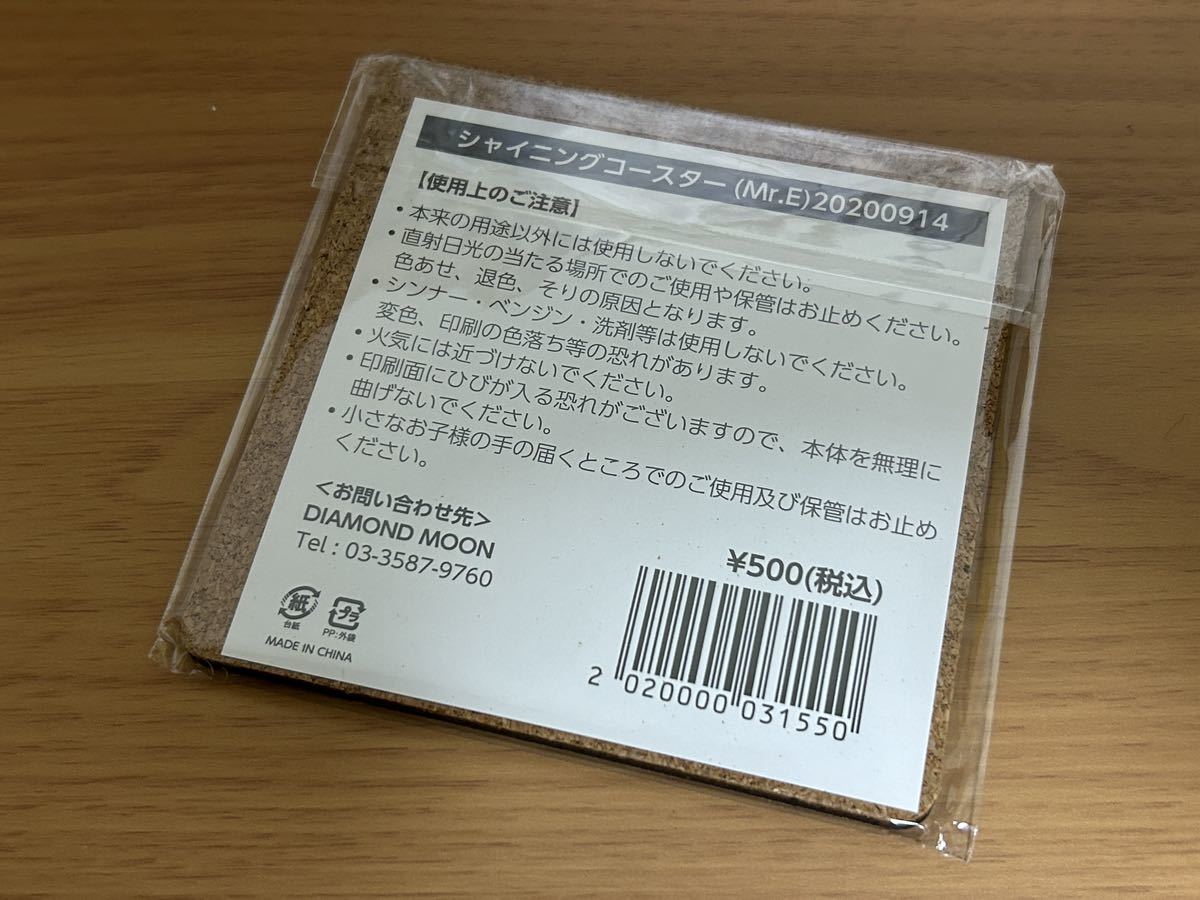 シャイニングコースター (Mr.E)20200914
【使用上のご注意】
・本来の用途以外には使用しないでください。
・直射日光の当たる場所でのご使用や保管はお止めください。
色あせ、退色、そりの原因となります。
・シンナー・ベンジン・洗剤等は使用しないでください。
変色、印刷の色落ち等の恐れがあります。
・火気には近づけないでください。
・印刷面にひびが入る恐れがございますので、本体を無理に
曲げないでください。
・小さなお子様の手の届くところでのご使用及び保管はお止め
ください。
<お問い合わせ先>
DIAMOND MOON
Tel : 03-3587-9760
¥500(税込)
紙 プラ
台紙 PP:外袋
MADE IN CHINA
2 020000 031550